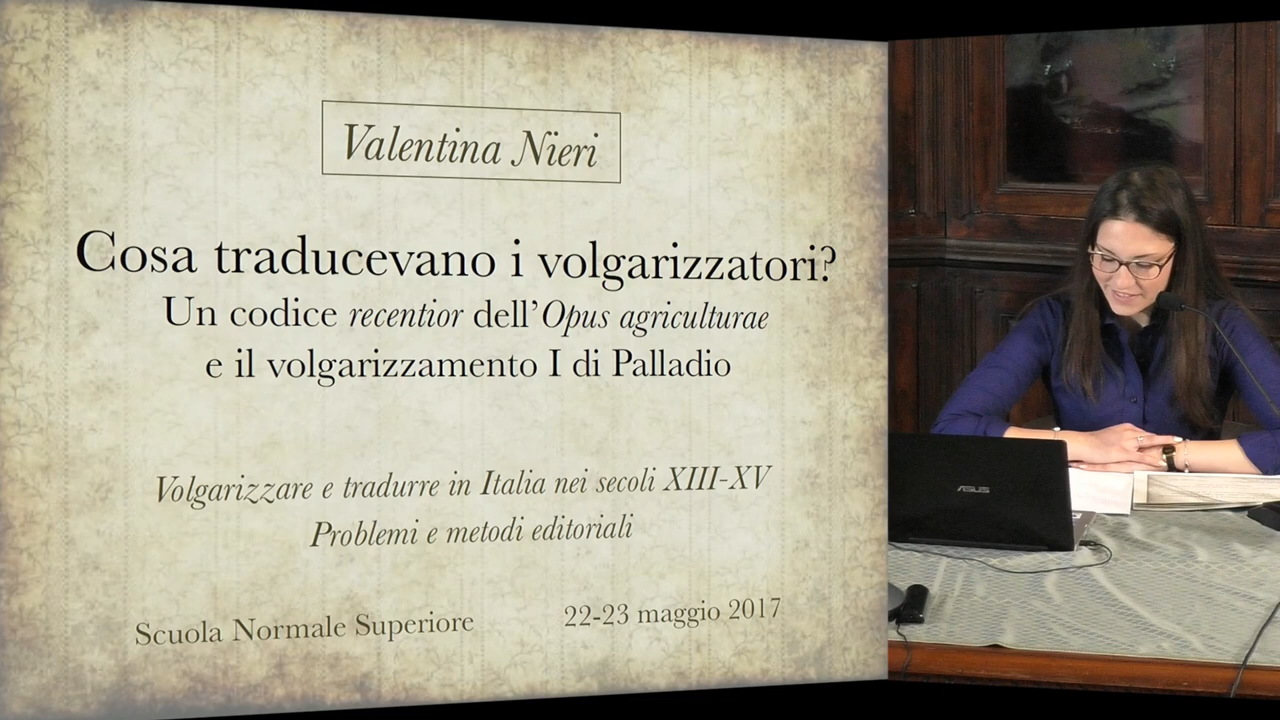 Valentina Nieri
Cosa traducevano i volgarizzatori?
Un codice recentior dell'Opus agriculturae
e il volgarizzamento I di Palladio
Volgarizzare e tradurre in Italia nei secoli XIII-XV
Problemi e metodi editoriali
Scuola Normale Superiore 22-23 maggio 2017
ASUS